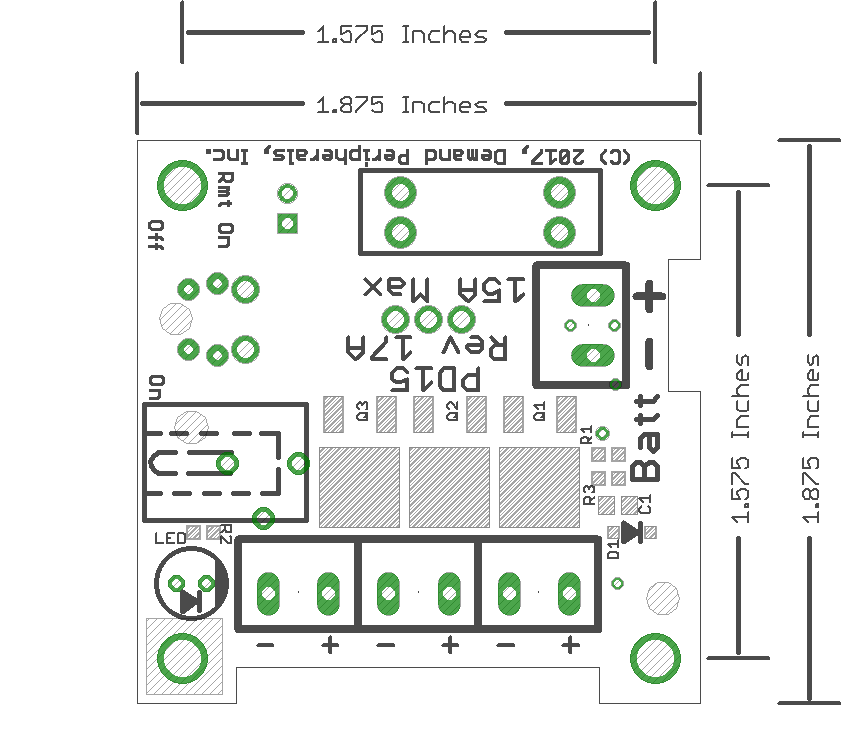 1.575 Inches
1.875 Inches
(C) 2017, Demand Peripherals, Inc.
Rmt On
Off
15A Max
Rev 17A
PD15
+
-
On
Q3
Q2
Q1
R1
Batt
R3
C1
LED
R2
D1
- + - + - +
1.575 Inches
1.875 Inches